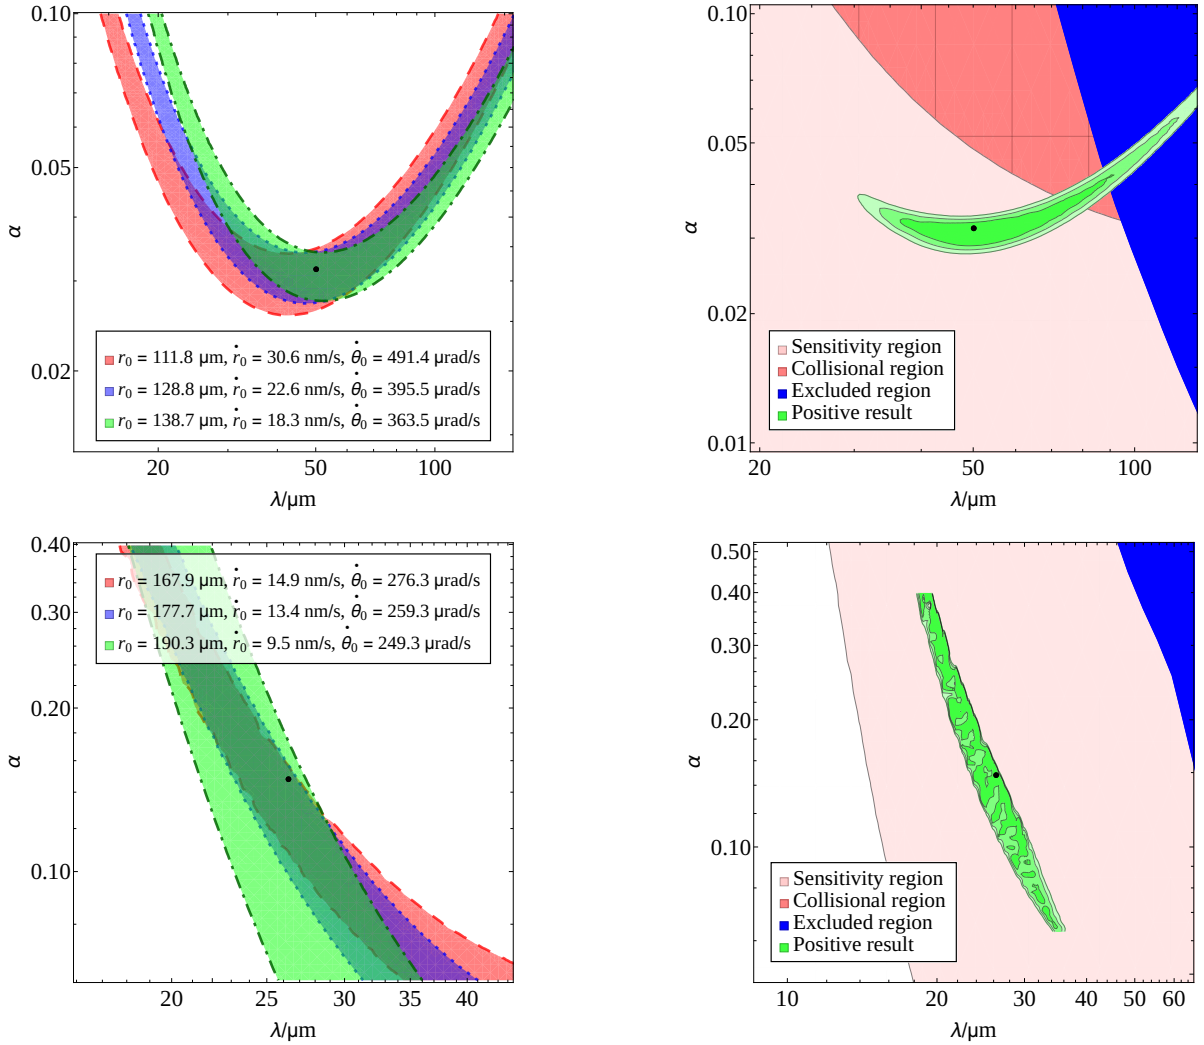 0.10
0.05
0.02
α
r₀ = 111.8 μm, ṙ₀ = 30.6 nm/s, θ̇₀ = 491.4 μrad/s
r₀ = 128.8 μm, ṙ₀ = 22.6 nm/s, θ̇₀ = 395.5 μrad/s
r₀ = 138.7 μm, ṙ₀ = 18.3 nm/s, θ̇₀ = 363.5 μrad/s
20 50 100
λ/μm
0.10
0.05
0.02
0.01
α
Sensitivity region
Collisional region
Excluded region
Positive result
20 50 100
λ/μm
0.40
0.30
0.20
0.10
α
r₀ = 167.9 μm, ṙ₀ = 14.9 nm/s, θ̇₀ = 276.3 μrad/s
r₀ = 177.7 μm, ṙ₀ = 13.4 nm/s, θ̇₀ = 259.3 μrad/s
r₀ = 190.3 μm, ṙ₀ = 9.5 nm/s, θ̇₀ = 249.3 μrad/s
20 25 30 35 40
λ/μm
0.50
0.40
0.30
0.20
0.10
α
Sensitivity region
Collisional region
Excluded region
Positive result
10 20 30 40 50 60
λ/μm